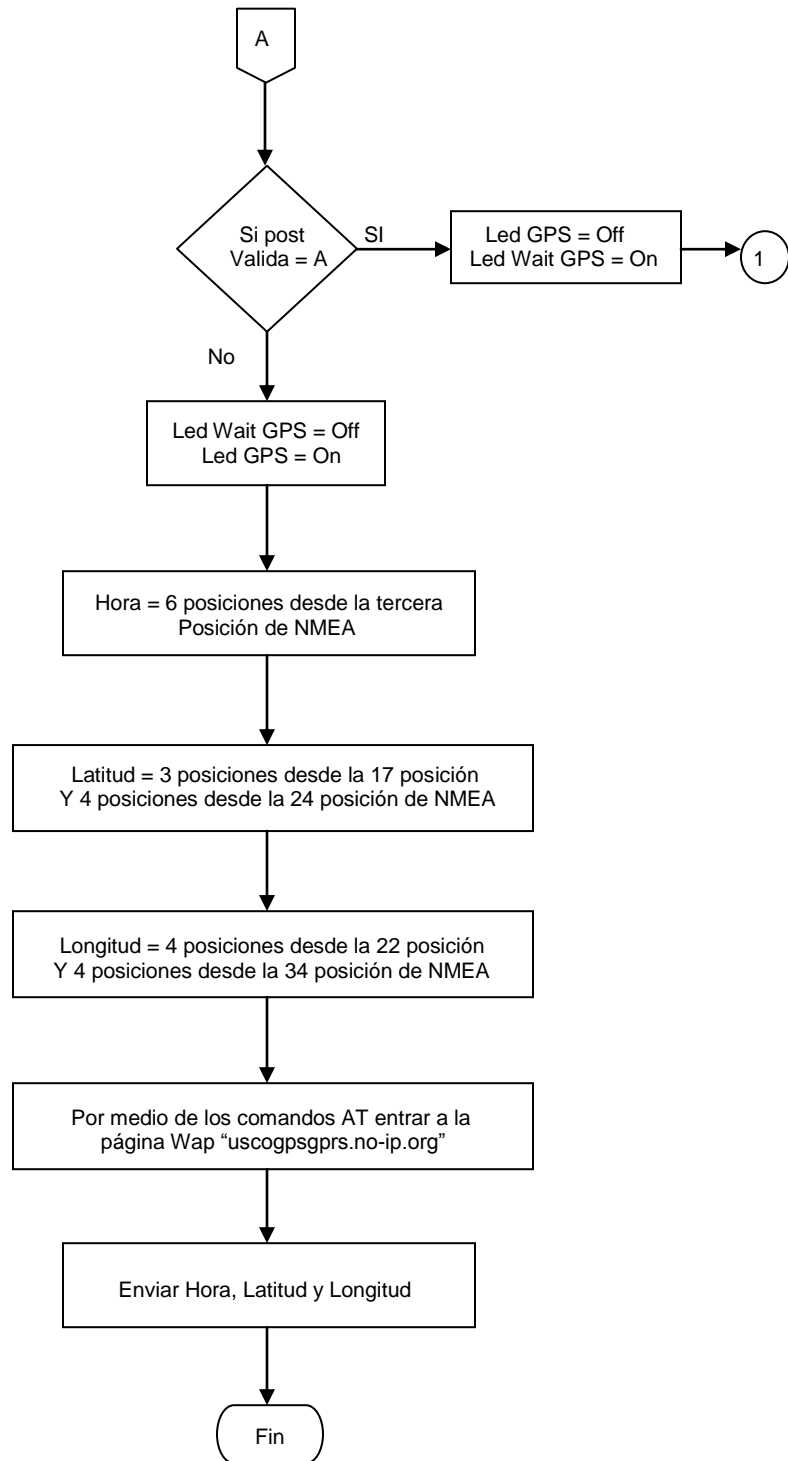 A
Si post
Valida = A
SI
Led GPS = Off
Led Wait GPS = On
1
No
Led Wait GPS = Off
Led GPS = On
Hora = 6 posiciones desde la tercera
Posición de NMEA
Latitud = 3 posiciones desde la 17 posición
Y 4 posiciones desde la 24 posición de NMEA
Longitud = 4 posiciones desde la 22 posición
Y 4 posiciones desde la 34 posición de NMEA
Por medio de los comandos AT entrar a la
página Wap “uscogpsgprs.no-ip.org”
Enviar Hora, Latitud y Longitud
Fin